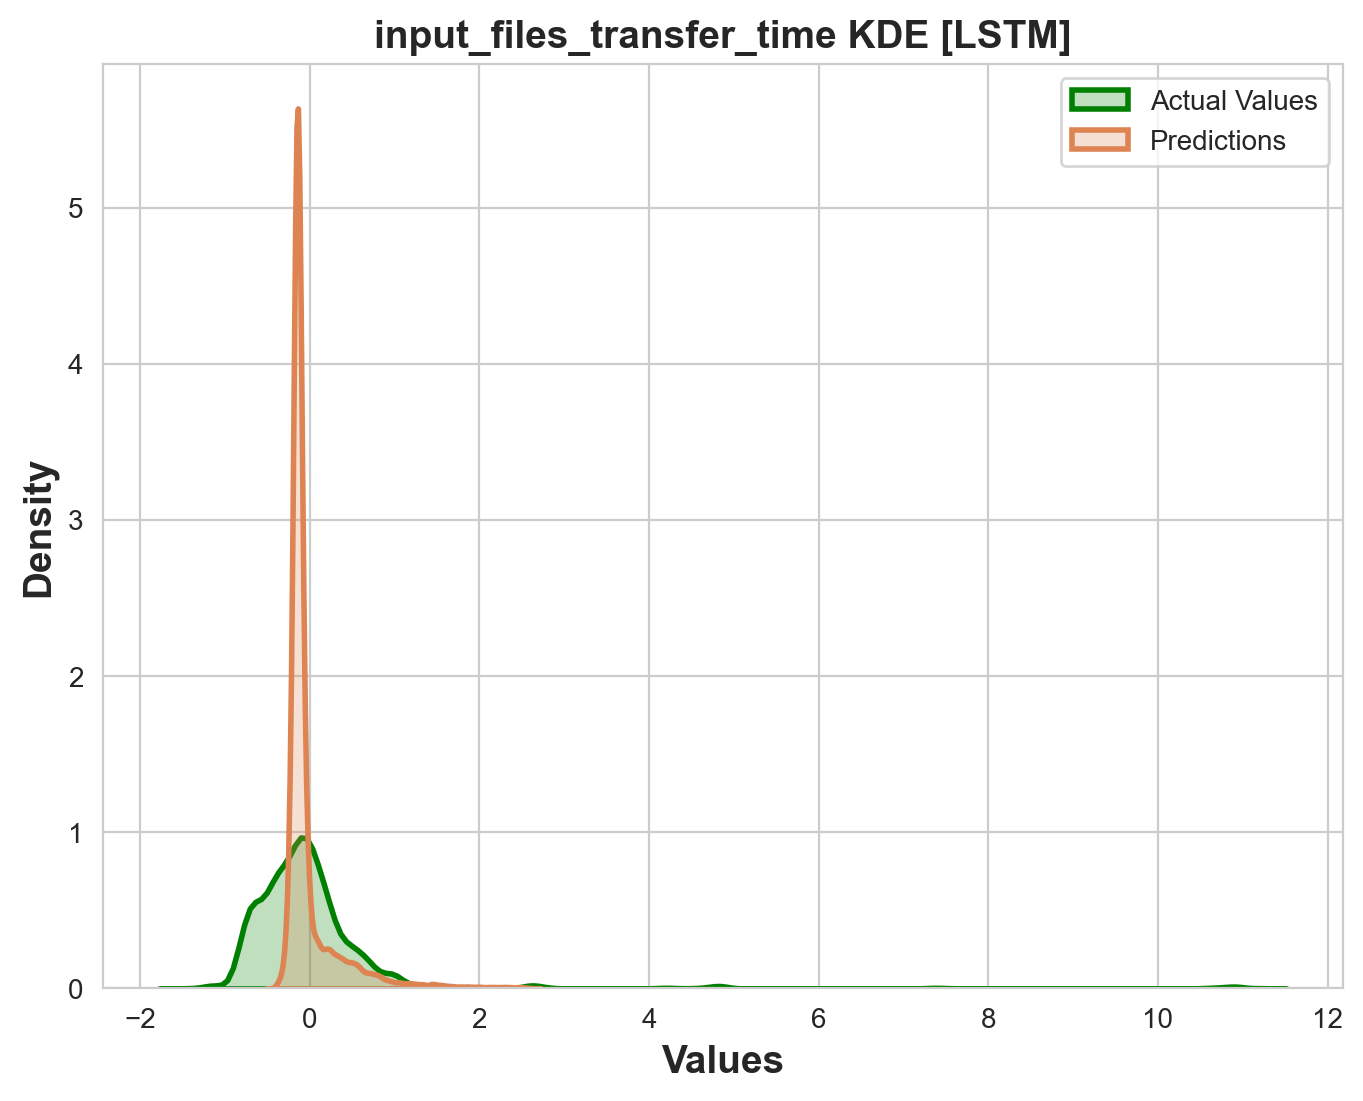 input_files_transfer_time KDE [LSTM]
Actual Values
Predictions
5
4
3
2
1
0
Density
−2
0
2
4
6
8
10
12
Values